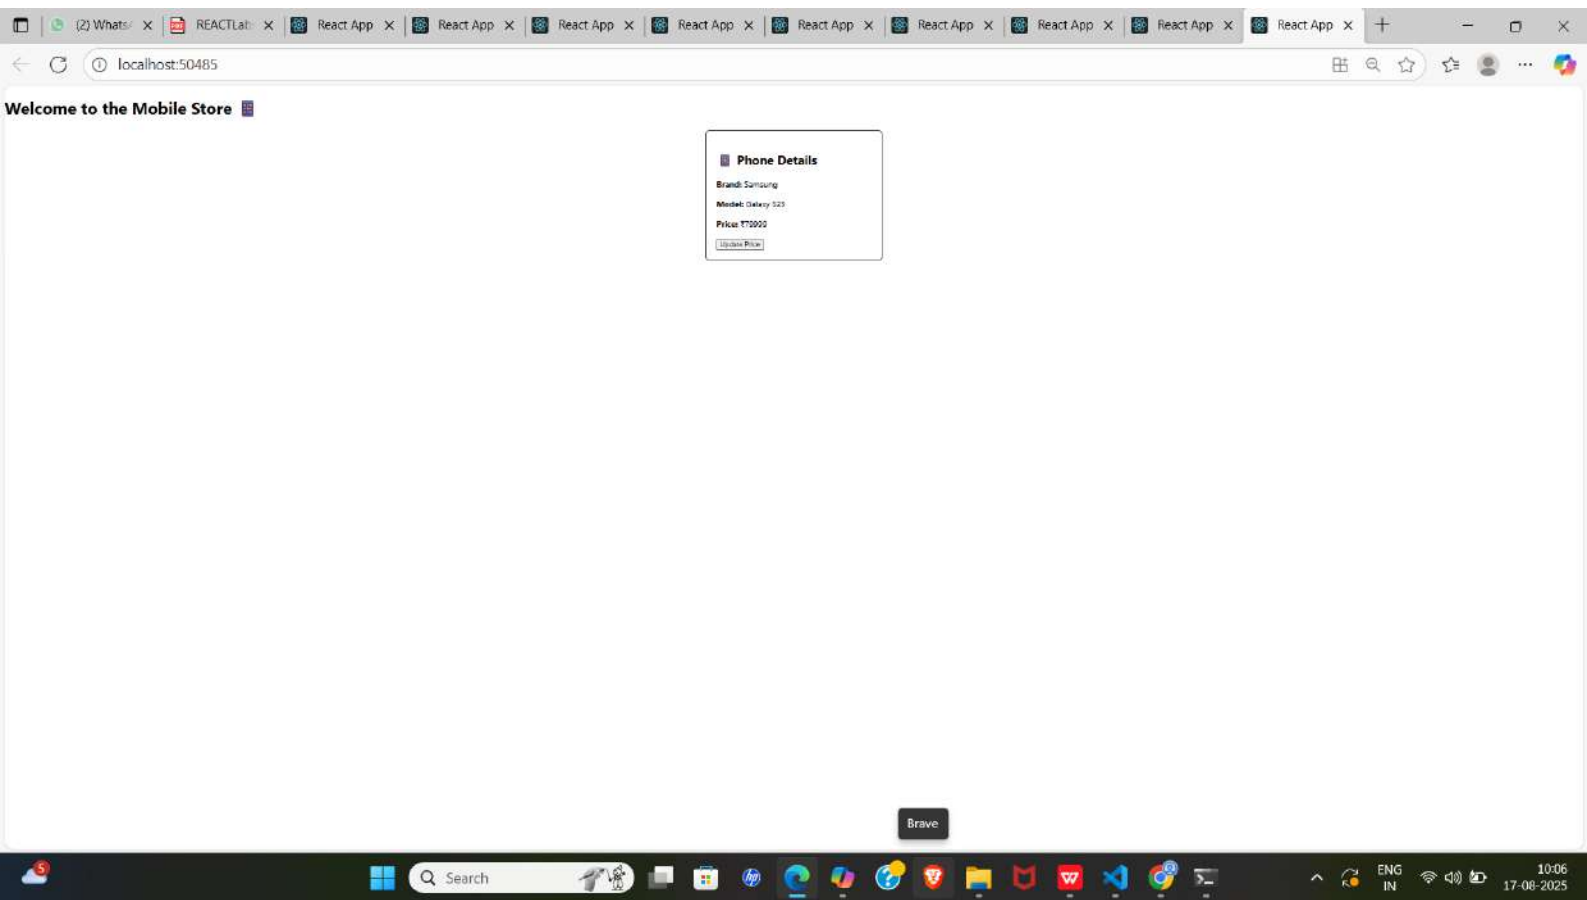 (2) Whats
REACTLab
React App
React App
React App
React App
React App
React App
React App
React App
React App
localhost:50485
Welcome to the Mobile Store
Phone Details
Brand: Samsung
Model: Galaxy S23
Price: ₹79999
Update Price
Brave
5
Search
ENG
IN
10:06
17-08-2025